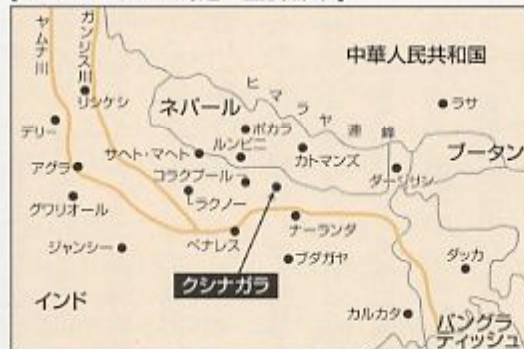 ヤムナ川
ガンジス川
中華人民共和国
リシケシ
ネパール
ヒマラヤ連峰
ラサ
デリー
ポカラ
ルンビニ
カトマンズ
ブータン
アグラ
サヘト・マヘト
ダージリン
コラクプール
グワリオール
ラクノー
ナーランダ
ジャンシー
ベナレス
ブダガヤ
ダッカ
クシナガラ
インド
カルカタ
バングラ
ディッシュ